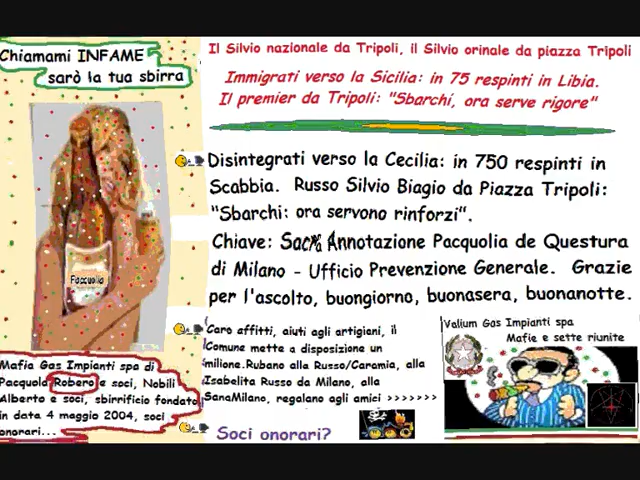 Chiamami INFAME
sarò la tua sbirra
Il Silvio nazionale da Tripoli, il Silvio orinale da piazza Tripoli
Immigrati verso la Sicilia: in 75 respinti in Libia.
Il premier da Tripoli: "Sbarchi, ora serve rigore"
Disintegrati verso la Cecilia: in 750 respinti in
Scabbia. Russo Silvio Biagio da Piazza Tripoli:
"Sbarchi: ora servono rinforzi".
Chiave: Annotazione Pacquolia de Questura
di Milano - Ufficio Prevenzione Generale. Grazie
per l'ascolto, buongiorno, buonasera, buonanotte.
Caro affitti, aiuti agli artigiani, il
Comune mette a disposizione un
milione.Rubano alla Russo/Caramia, alla
Isabelita Russo da Milano, alla
SanaMilano, regalano agli amici >>>>>>>
Soci onorari?
Valium Gas Impianti spa
Mafie e sette riunite
Mafia Gas Impianti spa di
Pacquola Robero e soci, Nobili
Alberto e soci, sbirrificio fondato
in data 4 maggio 2004, soci
onorari...